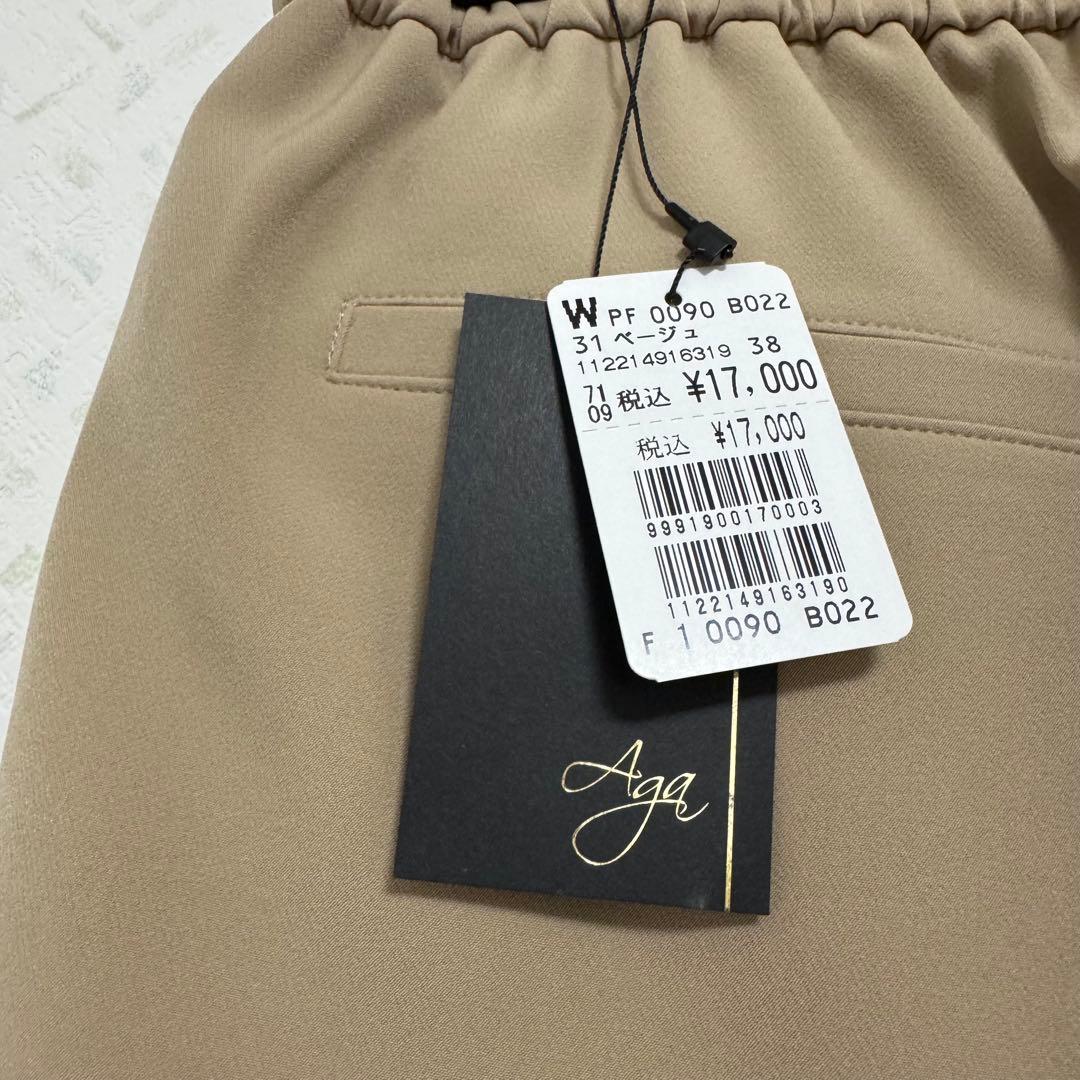 W PF 0090 B022
31 ベージュ
112214916319 38
71
09 税込 ¥17,000
税込 ¥17,000
9991900170003
1122149163190
F 1 0090 B022
Aga